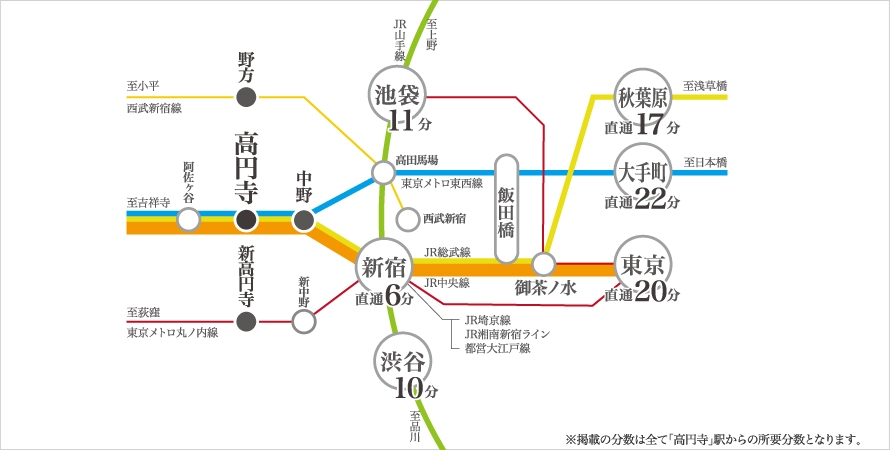 至上野
JR山手線
野方
至小平
西武新宿線
池袋
11分
秋葉原
直通17分
至浅草橋
高円寺
阿佐ヶ谷
中野
高田馬場
東京メトロ東西線
飯田橋
大手町
直通22分
至日本橋
至吉祥寺
西武新宿
新高円寺
新中野
新宿
直通6分
JR総武線
JR中央線
御茶ノ水
東京
直通20分
至荻窪
東京メトロ丸ノ内線
JR埼京線
JR湘南新宿ライン
都営大江戸線
渋谷
10分
至品川
※掲載の分数は全て「高円寺」駅からの所要分数となります。